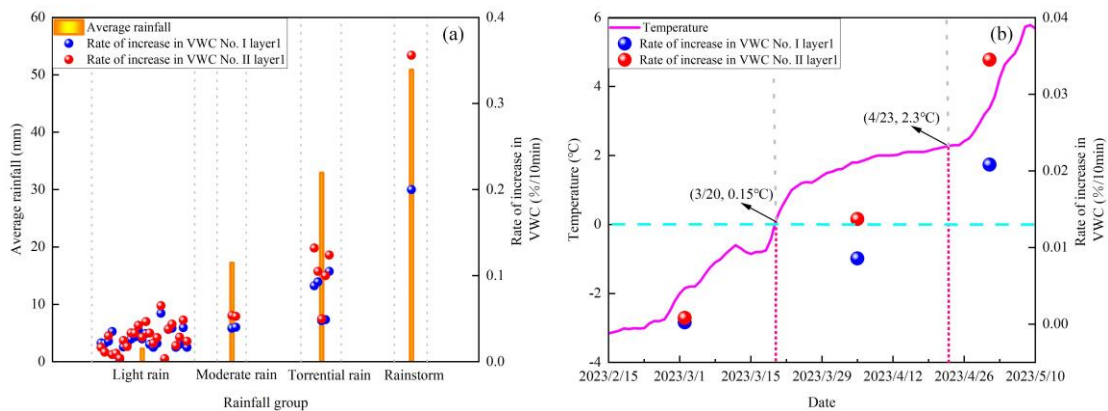 (a)
Average rainfall
Rate of increase in VWC No. I layer1
Rate of increase in VWC No. II layer1
60
50
40
30
20
10
0
Average rainfall (mm)
0.4
0.3
0.2
0.1
0.0
Rate of increase in
VWC (%/10min)
Light rain
Moderate rain
Torrential rain
Rainstorm
Rainfall group
(b)
Temperature
Rate of increase in VWC No. I layer1
Rate of increase in VWC No. II layer1
6
4
2
0
-2
-4
Temperature (℃)
(3/20, 0.15℃)
(4/23, 2.3℃)
0.04
0.03
0.02
0.01
0.00
Rate of increase in
VWC (%/10min)
2023/2/15
2023/3/1
2023/3/15
2023/3/29
2023/4/12
2023/4/26
2023/5/10
Date